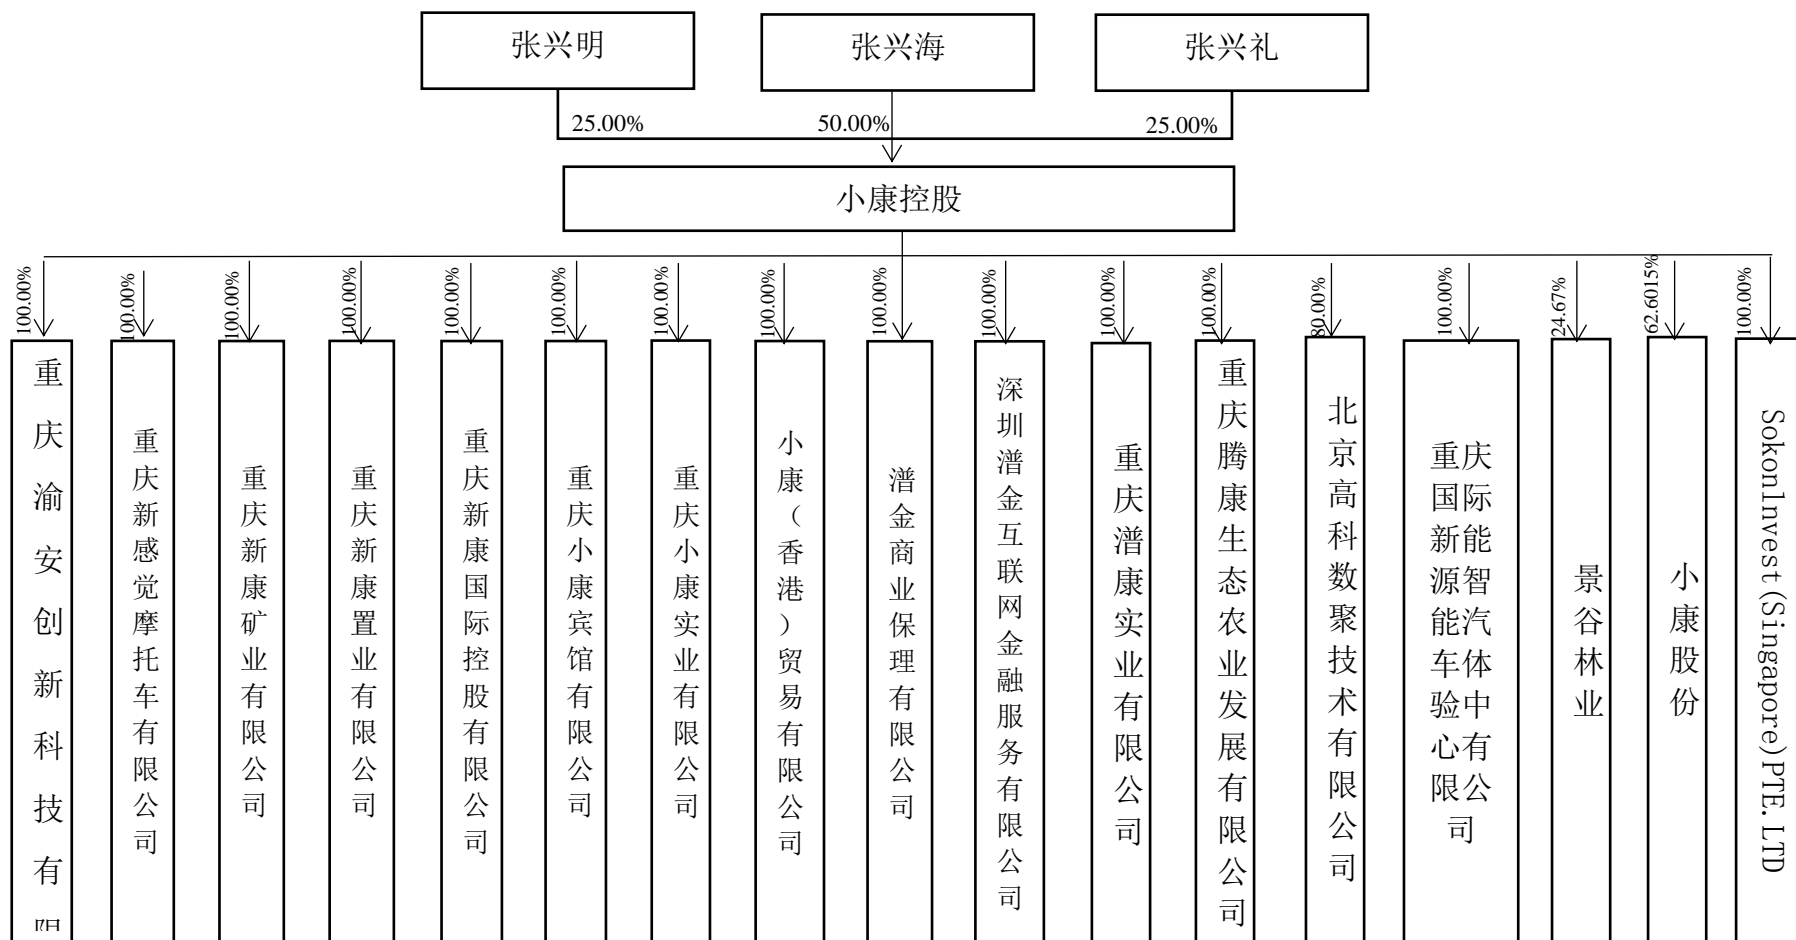 张兴明
张兴海
张兴礼
25.00%
50.00%
25.00%
小康控股
100.00%
100.00%
100.00%
100.00%
100.00%
100.00%
100.00%
100.00%
100.00%
100.00%
100.00%
100.00%
80.00%
100.00%
24.67%
62.6015%
100.00%
重庆渝安创新科技有限
重庆新感觉摩托车有限公司
重庆新康矿业有限公司
重庆新康置业有限公司
重庆新康国际控股有限公司
重庆小康宾馆有限公司
重庆小康实业有限公司
小康（香港）贸易有限公司
潽金商业保理有限公司
深圳潽金互联网金融服务有限公司
重庆潽康实业有限公司
重庆腾康生态农业发展有限公司
北京高科数聚技术有限公司
重庆
国际
新能
源智
能汽
车体
验中
心有
限公
司
景谷林业
小康股份
SokonlInvest(Singapore)PTE.LTD